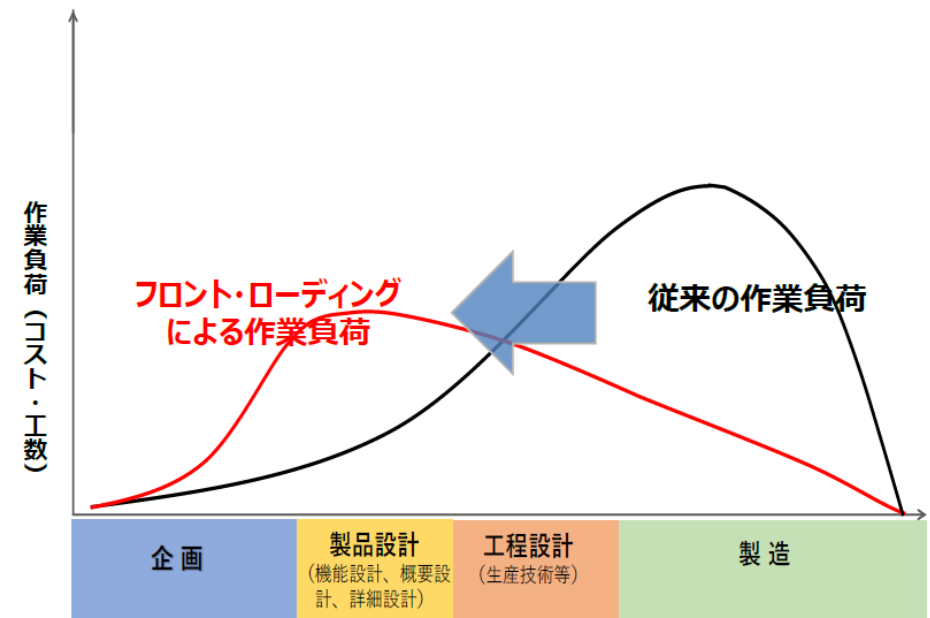 作業負荷（コスト・工数）
フロント・ローディング
による作業負荷
従来の作業負荷
企画
製品設計
（機能設計、概要設
計、詳細設計）
工程設計
（生産技術等）
製造